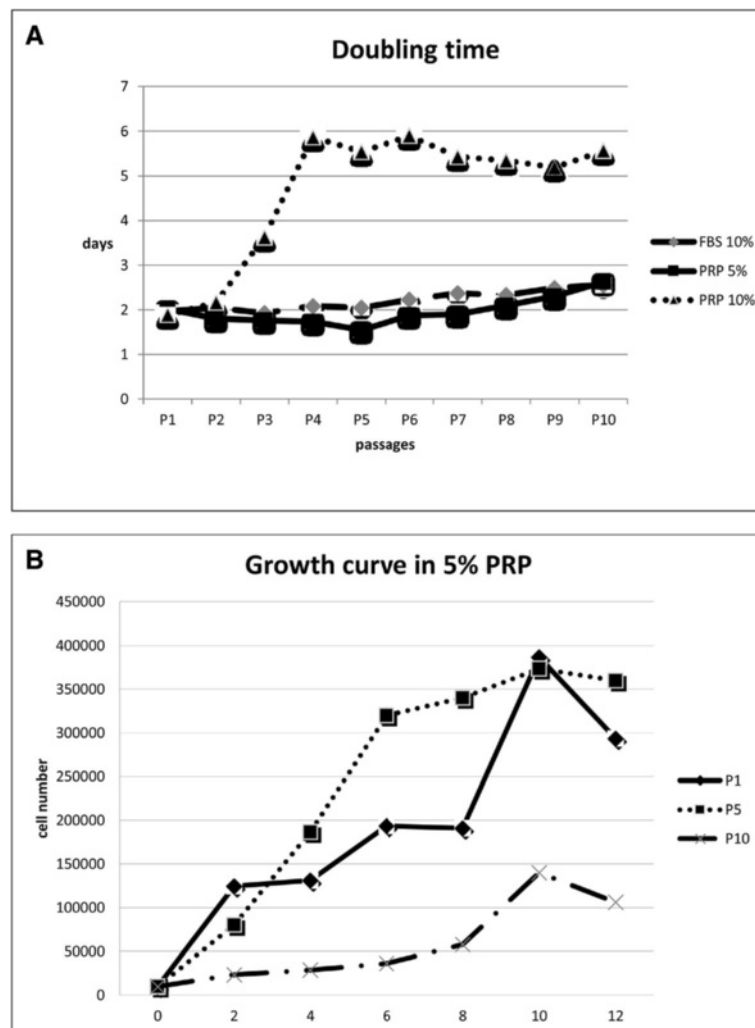 A
Doubling time
7
6
5
4
3
2
1
0
days
P1 P2 P3 P4 P5 P6 P7 P8 P9 P10
passages
FBS 10%
PRP 5%
PRP 10%
B
Growth curve in 5% PRP
450000
400000
350000
300000
250000
200000
150000
100000
50000
0
cell number
0 2 4 6 8 10 12
P1
P5
P10